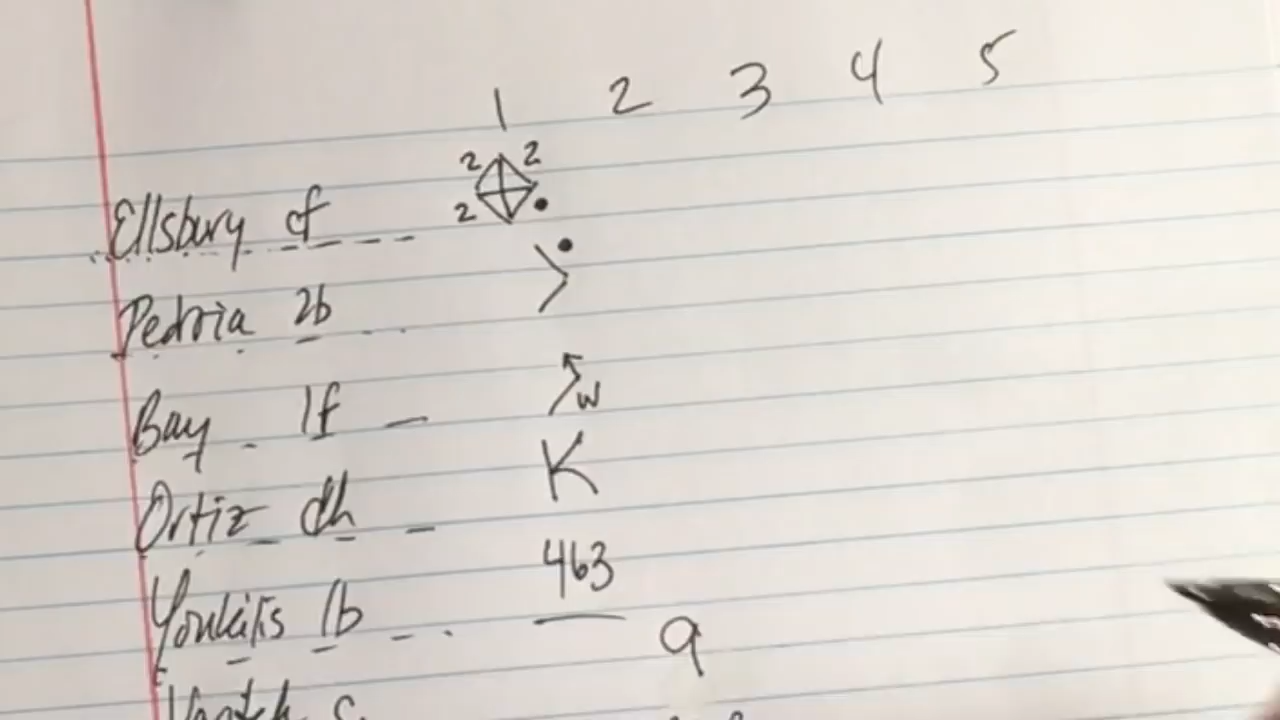 1 2 3 4 5
2 2
Ellsbury cf 2
Pedria 2b
Bay lf W
Ortiz dh K
Youkilis 1b 463
9